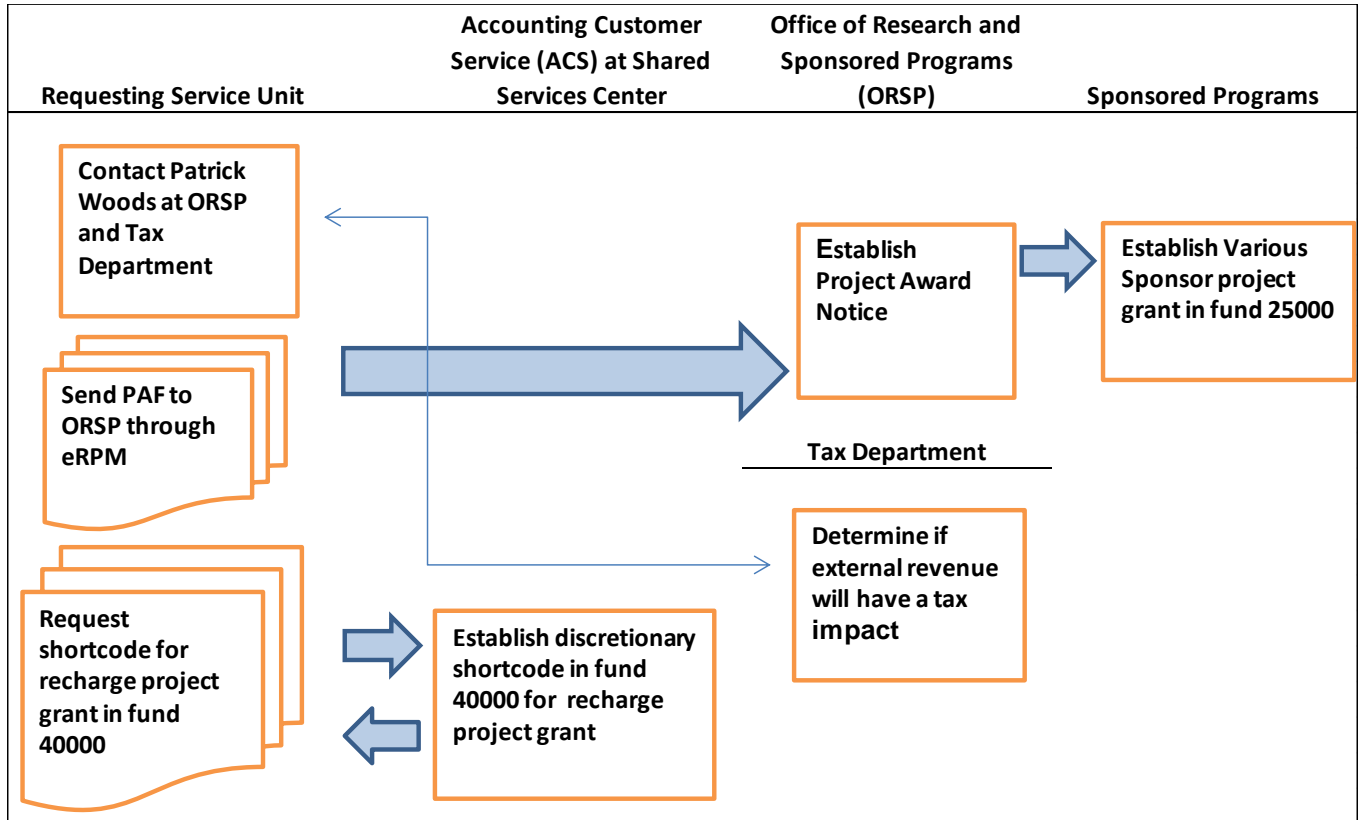 Requesting Service Unit
Accounting Customer
Service (ACS) at Shared
Services Center
Office of Research and
Sponsored Programs
(ORSP)
Sponsored Programs
Contact Patrick
Woods at ORSP
and Tax
Department
Establish
Project Award
Notice
Establish Various
Sponsor project
grant in fund 25000
Send PAF to
ORSP through
eRPM
Tax Department
Determine if
external revenue
will have a tax
impact
Request
shortcode for
recharge project
grant in fund
40000
Establish discretionary
shortcode in fund
40000 for recharge
project grant